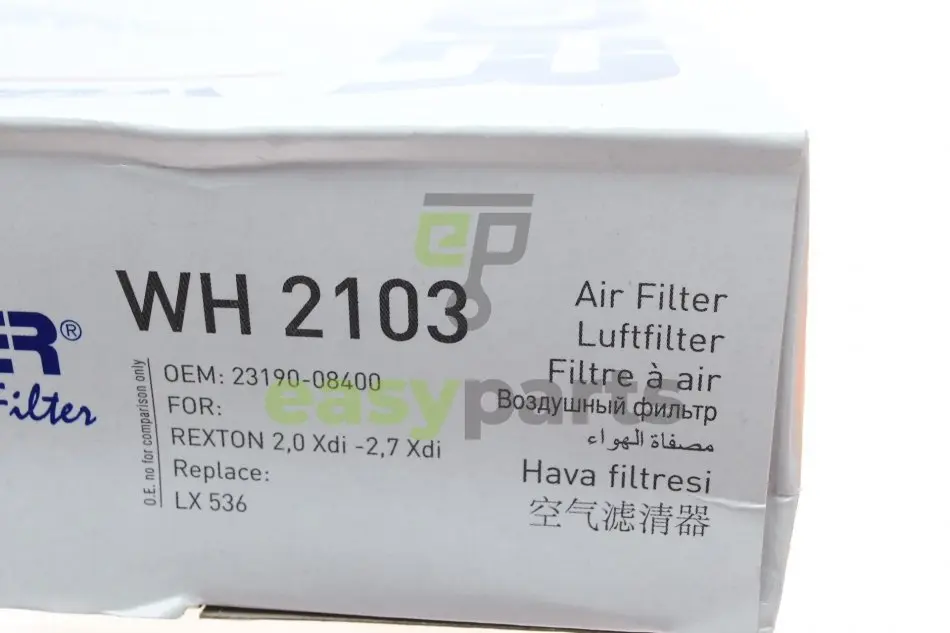 WH 2103
ER®
Filter
O.E. no for comparison only
OEM: 23190-08400
FOR:
REXTON 2,0 Xdi -2,7 Xdi
Replace:
LX 536
Air Filter
Luftfilter
Filtre à air
Воздушный фильтр
مصفاة الهواء
Hava filtresi
空气滤清器
ep
easyparts